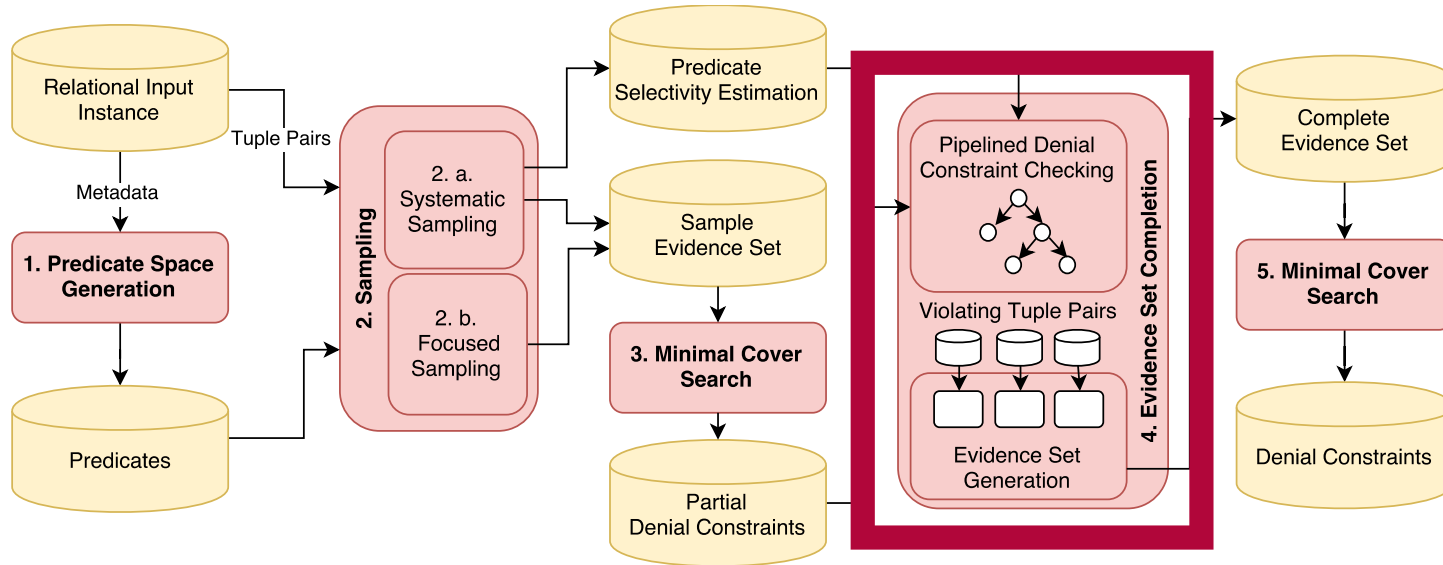 Relational Input
Instance
Tuple Pairs
Metadata
1. Predicate Space
Generation
Predicates
2. Sampling
2. a.
Systematic
Sampling
2. b.
Focused
Sampling
Predicate
Selectivity Estimation
Sample
Evidence Set
3. Minimal Cover
Search
Partial
Denial Constraints
Pipelined Denial
Constraint Checking
Violating Tuple Pairs
Evidence Set
Generation
4. Evidence Set Completion
Complete
Evidence Set
5. Minimal Cover
Search
Denial Constraints